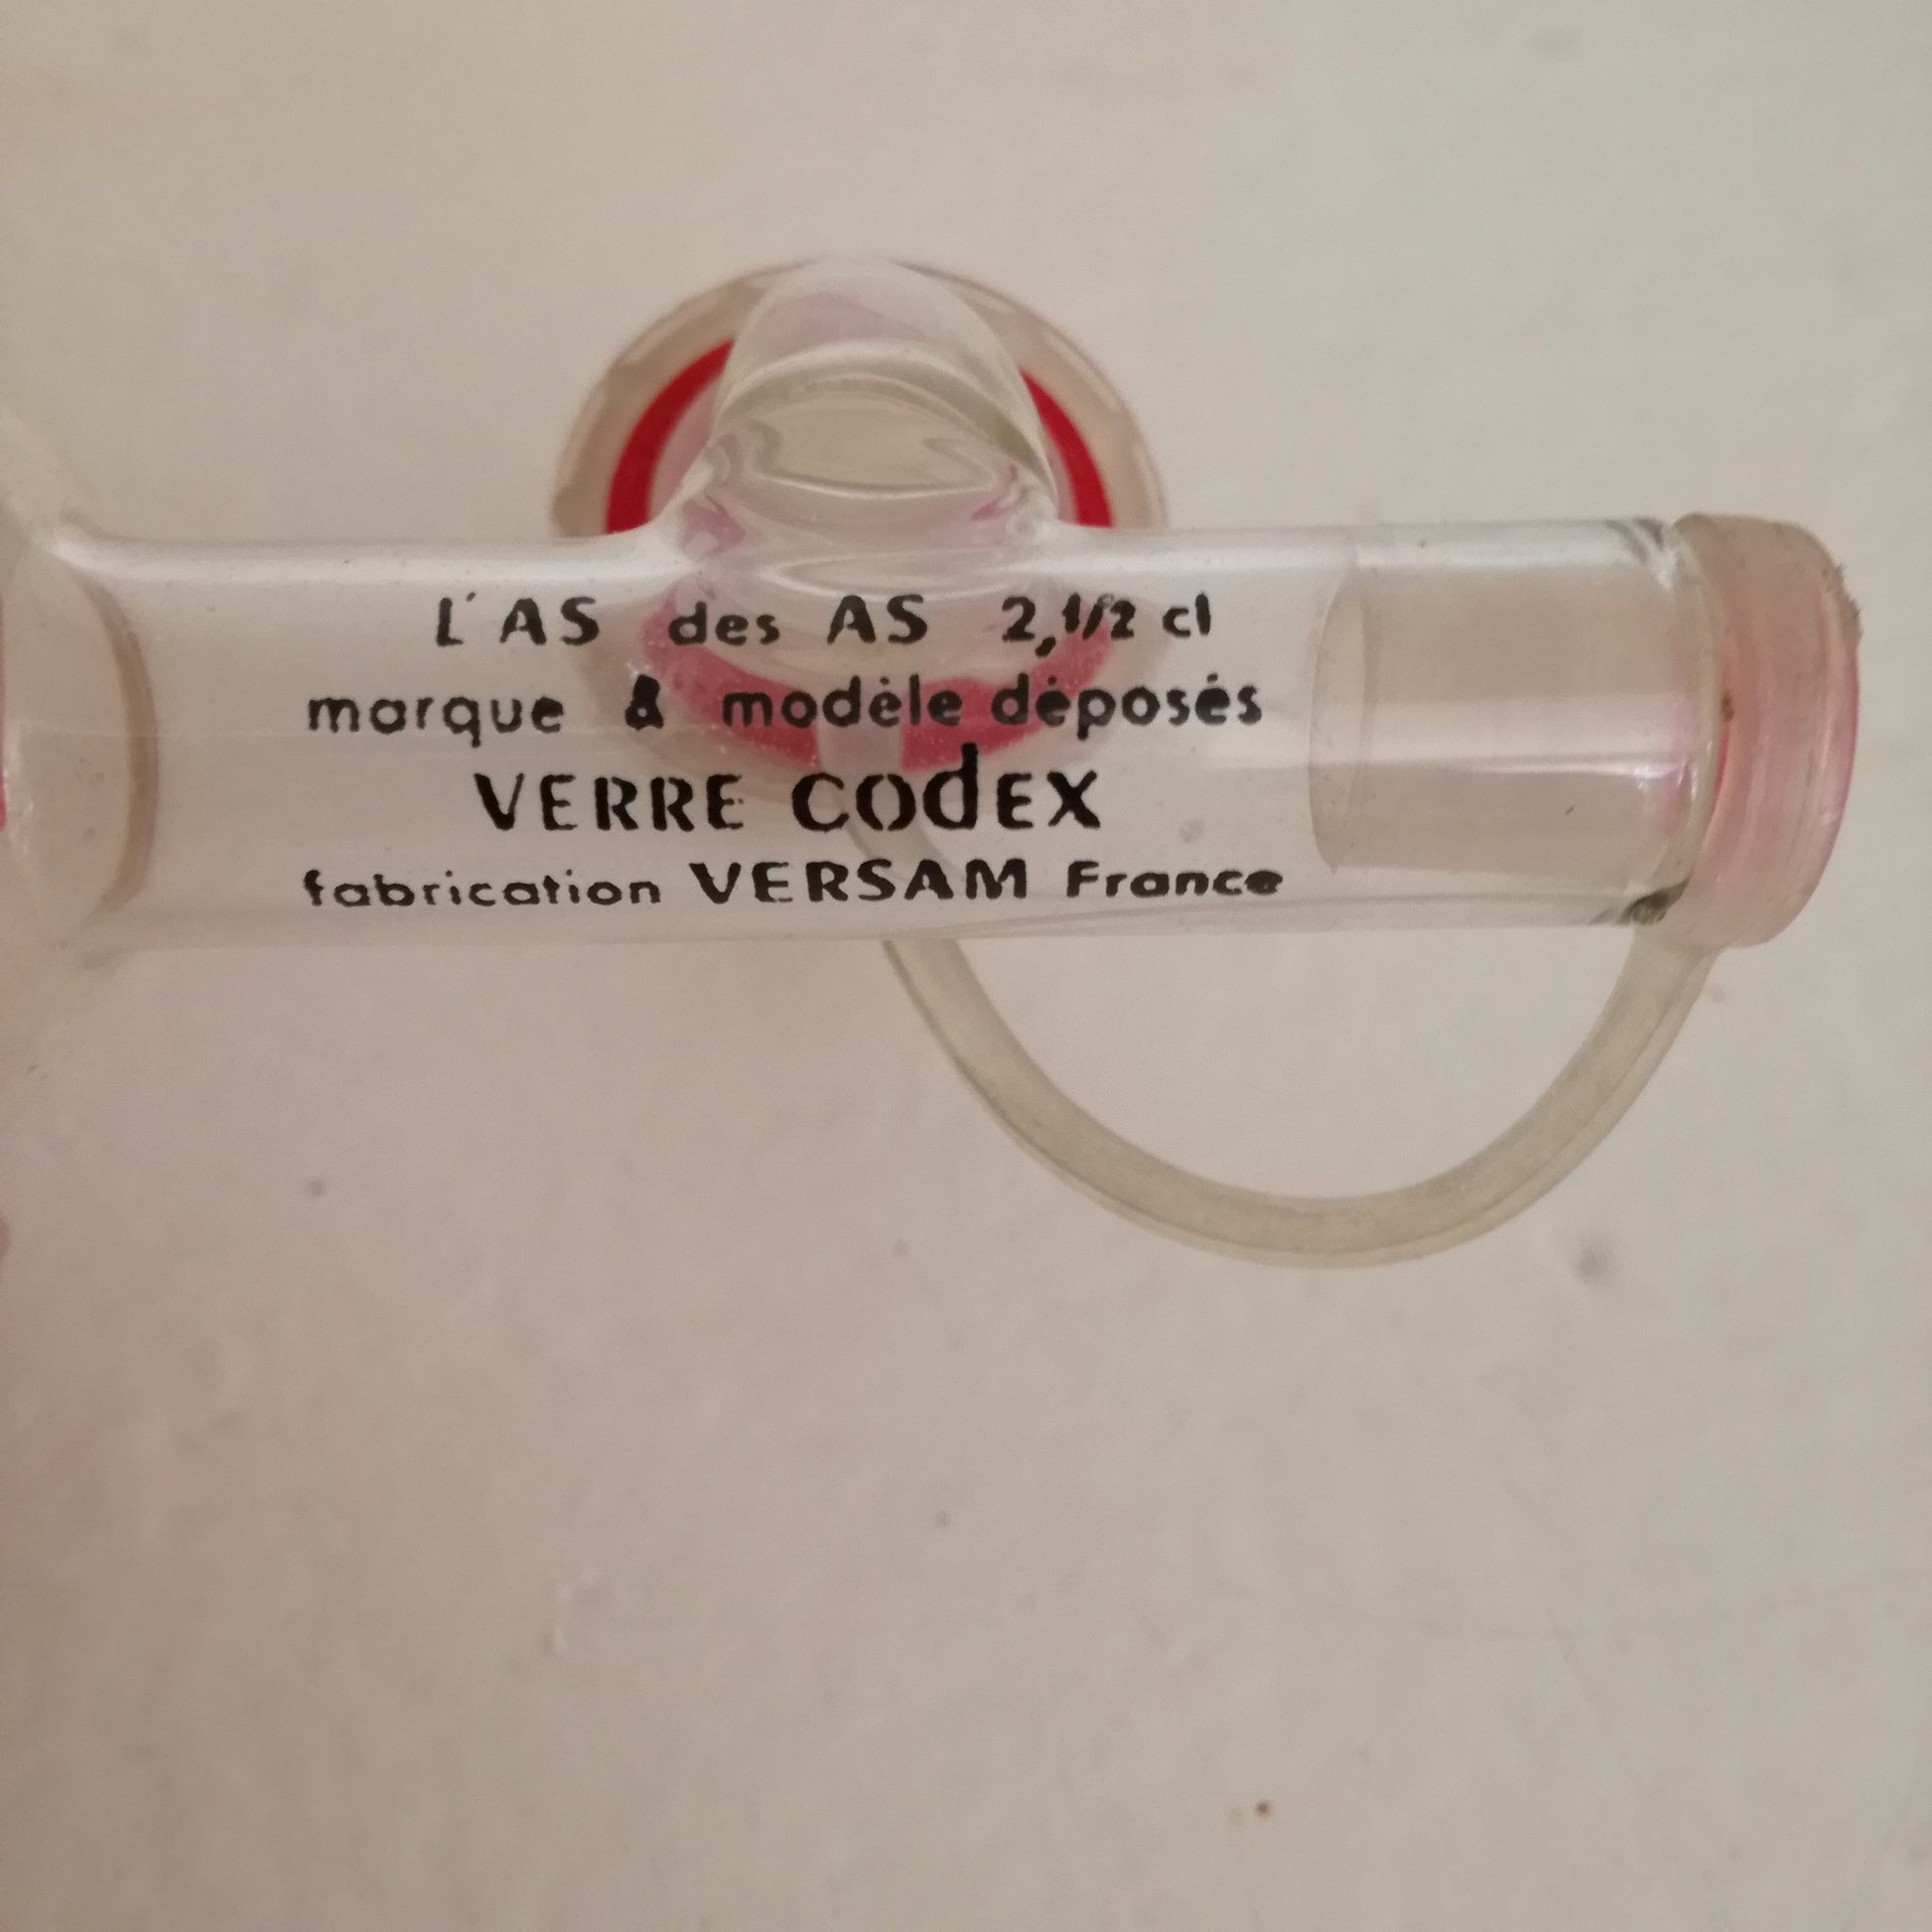 L'AS des AS 2,1/2 cl
marque & modèle déposés
VERRE COdEX
fabrication VERSAM France